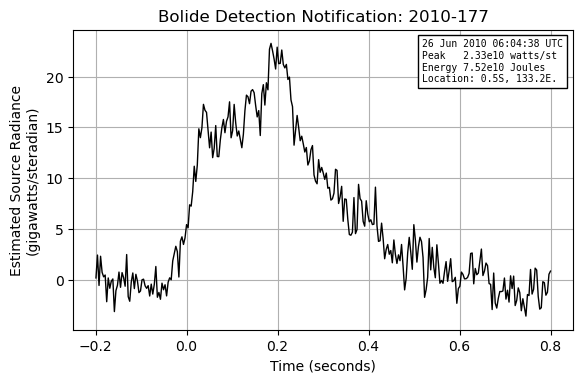 Bolide Detection Notification: 2010-177
26 Jun 2010 06:04:38 UTC
Peak   2.33e10 watts/st
Energy 7.52e10 Joules
Location: 0.5S, 133.2E.
Estimated Source Radiance
(gigawatts/steradian)
20
15
10
5
0
−0.2 0.0 0.2 0.4 0.6 0.8
Time (seconds)